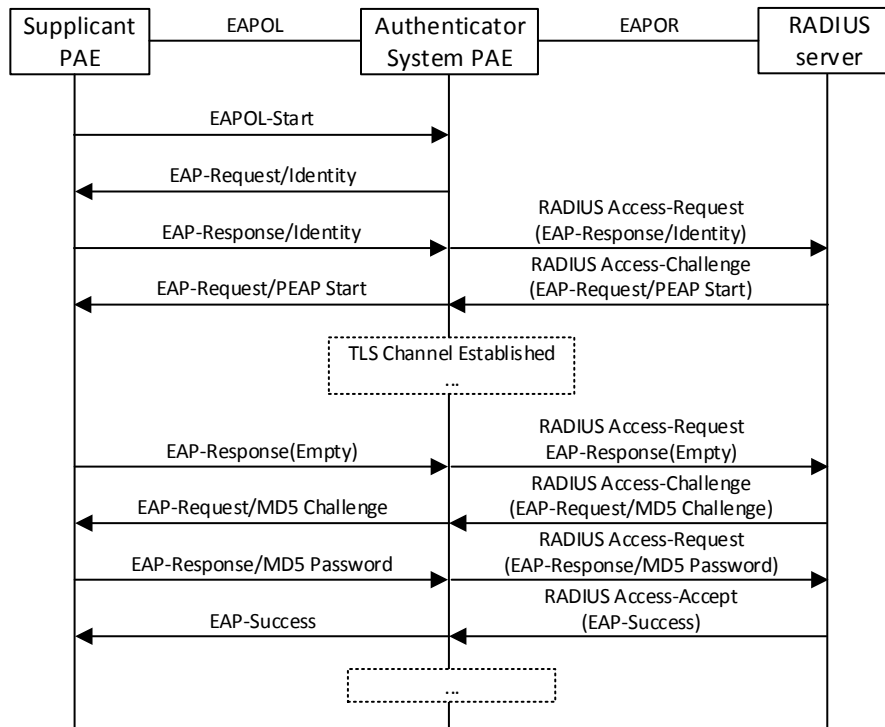 Supplicant
PAE
EAPOL
Authenticator
System PAE
EAPOR
RADIUS
server
EAPOL-Start
EAP-Request/Identity
EAP-Response/Identity
RADIUS Access-Request
(EAP-Response/Identity)
EAP-Request/PEAP Start
RADIUS Access-Challenge
(EAP-Request/PEAP Start)
TLS Channel Established
...
EAP-Response(Empty)
RADIUS Access-Request
EAP-Response(Empty)
EAP-Request/MD5 Challenge
RADIUS Access-Challenge
(EAP-Request/MD5 Challenge)
EAP-Response/MD5 Password
RADIUS Access-Request
(EAP-Response/MD5 Password)
EAP-Success
RADIUS Access-Accept
(EAP-Success)
...